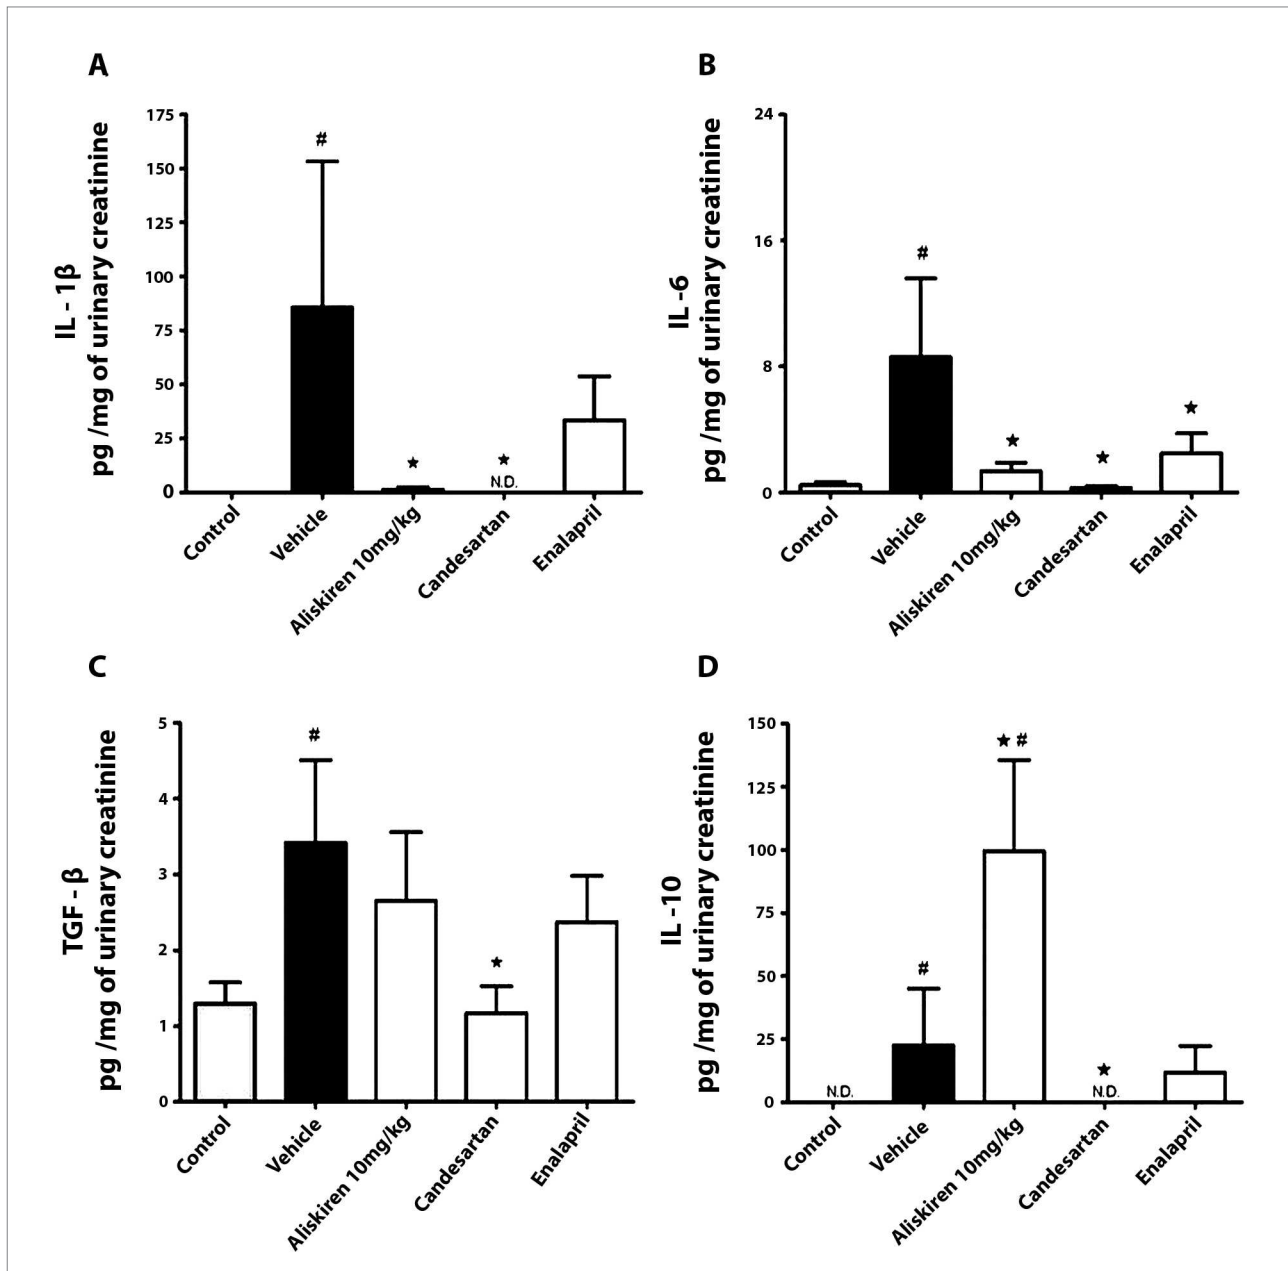 A
IL - 1β
pg /mg of urinary creatinine
175
150
125
100
75
50
25
0
#
★
★
N.D.
Control
Vehicle
Aliskiren 10mg/kg
Candesartan
Enalapril
B
IL -6
pg /mg of urinary creatinine
24
16
8
0
#
★
★
★
Control
Vehicle
Aliskiren 10mg/kg
Candesartan
Enalapril
C
TGF - β
pg /mg of urinary creatinine
5
4
3
2
1
0
#
★
Control
Vehicle
Aliskiren 10mg/kg
Candesartan
Enalapril
D
IL -10
pg /mg of urinary creatinine
150
125
100
75
50
25
0
N.D.
#
★ #
★
N.D.
Control
Vehicle
Aliskiren 10mg/kg
Candesartan
Enalapril